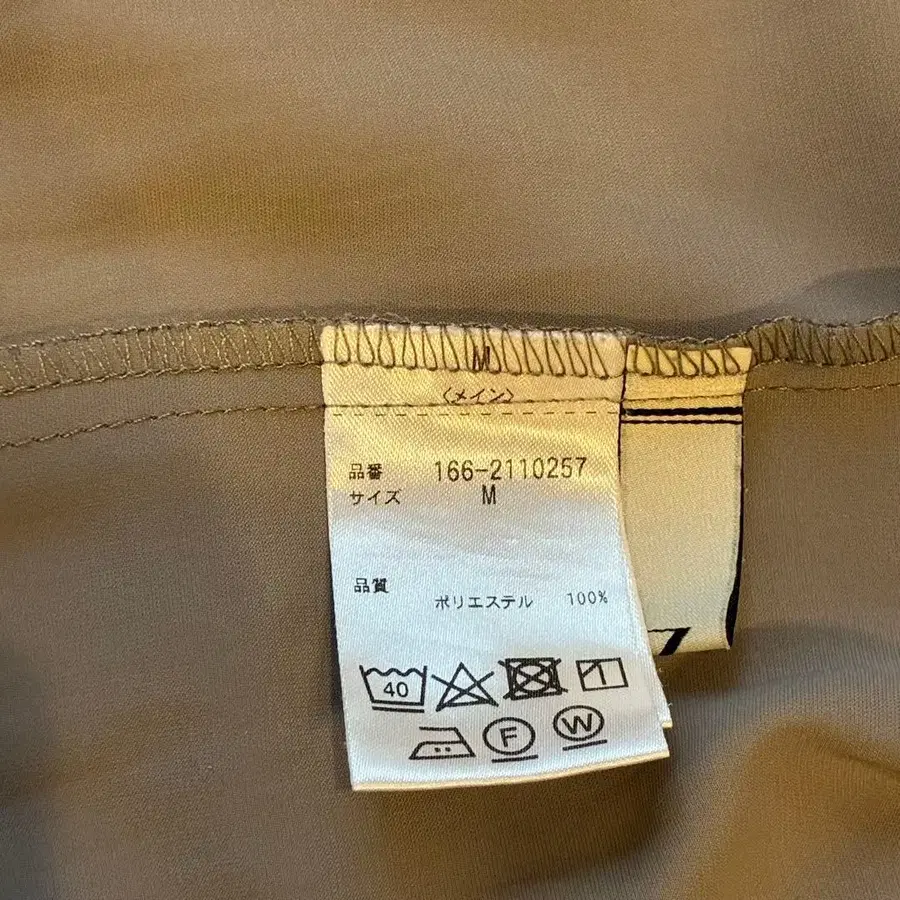 M
〈メイン〉
品番 166-2110257
サイズ M
品質
ポリエステル 100%
40
F W